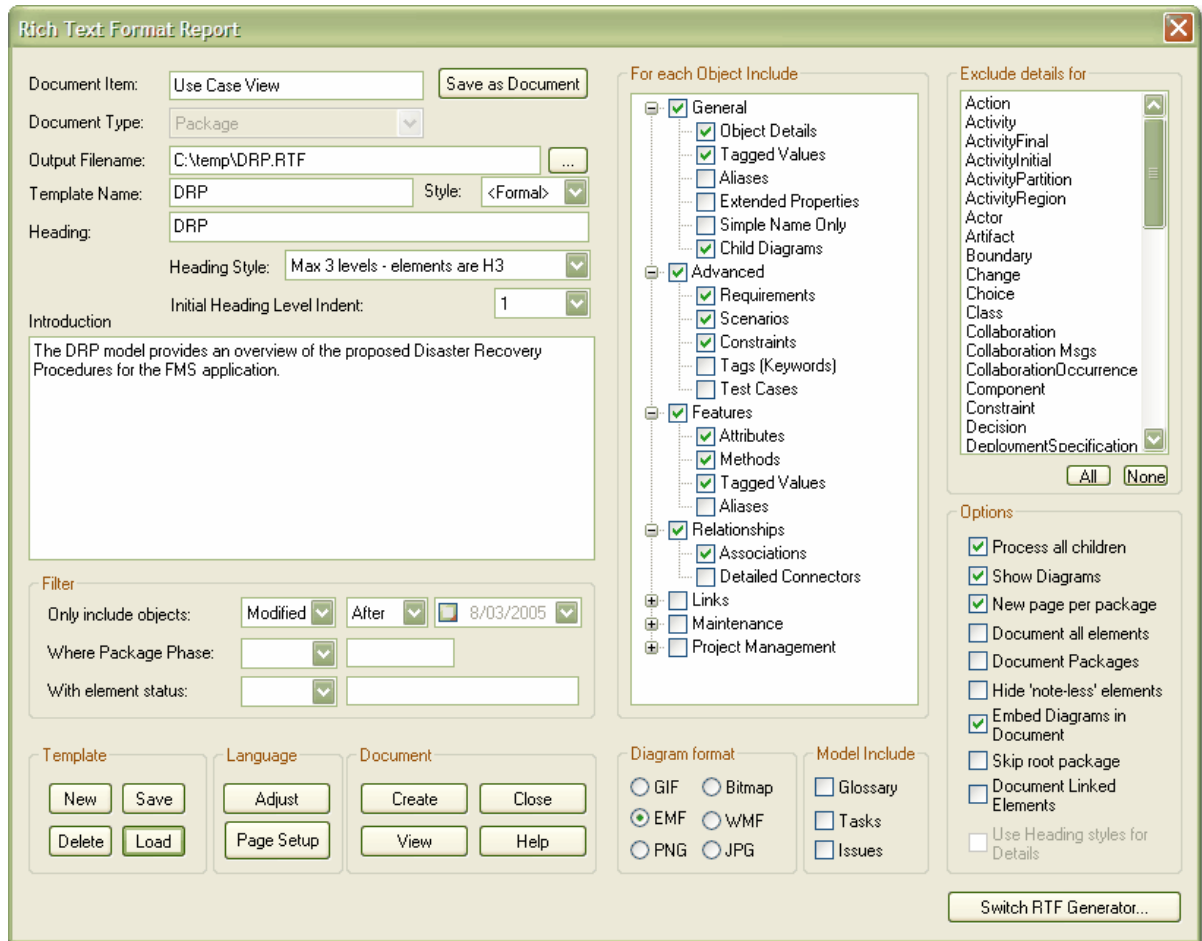 Rich Text Format Report
Document Item:
Use Case View
Save as Document
Document Type:
Package
Output Filename:
C:\temp\DRP.RTF
...
Template Name:
DRP
Style:
<Formal>
Heading:
DRP
Heading Style:
Max 3 levels - elements are H3
Initial Heading Level Indent:
1
Introduction
The DRP model provides an overview of the proposed Disaster Recovery
Procedures for the FMS application.
Filter
Only include objects:
Modified
After
8/03/2005
Where Package Phase:
With element status:
Template
New
Save
Delete
Load
Language
Adjust
Page Setup
Document
Create
Close
View
Help
For each Object Include
General
Object Details
Tagged Values
Aliases
Extended Properties
Simple Name Only
Child Diagrams
Advanced
Requirements
Scenarios
Constraints
Tags (Keywords)
Test Cases
Features
Attributes
Methods
Tagged Values
Aliases
Relationships
Associations
Detailed Connectors
Links
Maintenance
Project Management
Diagram format
GIF
Bitmap
EMF
WMF
PNG
JPG
Model Include
Glossary
Tasks
Issues
Exclude details for
Action
Activity
ActivityFinal
ActivityInitial
ActivityPartition
ActivityRegion
Actor
Artifact
Boundary
Change
Choice
Class
Collaboration
Collaboration Msgs
CollaborationOccurrence
Component
Constraint
Decision
DeploymentSpecification
All
None
Options
Process all children
Show Diagrams
New page per package
Document all elements
Document Packages
Hide 'note-less' elements
Embed Diagrams in
Document
Skip root package
Document Linked
Elements
Use Heading styles for
Details
Switch RTF Generator...